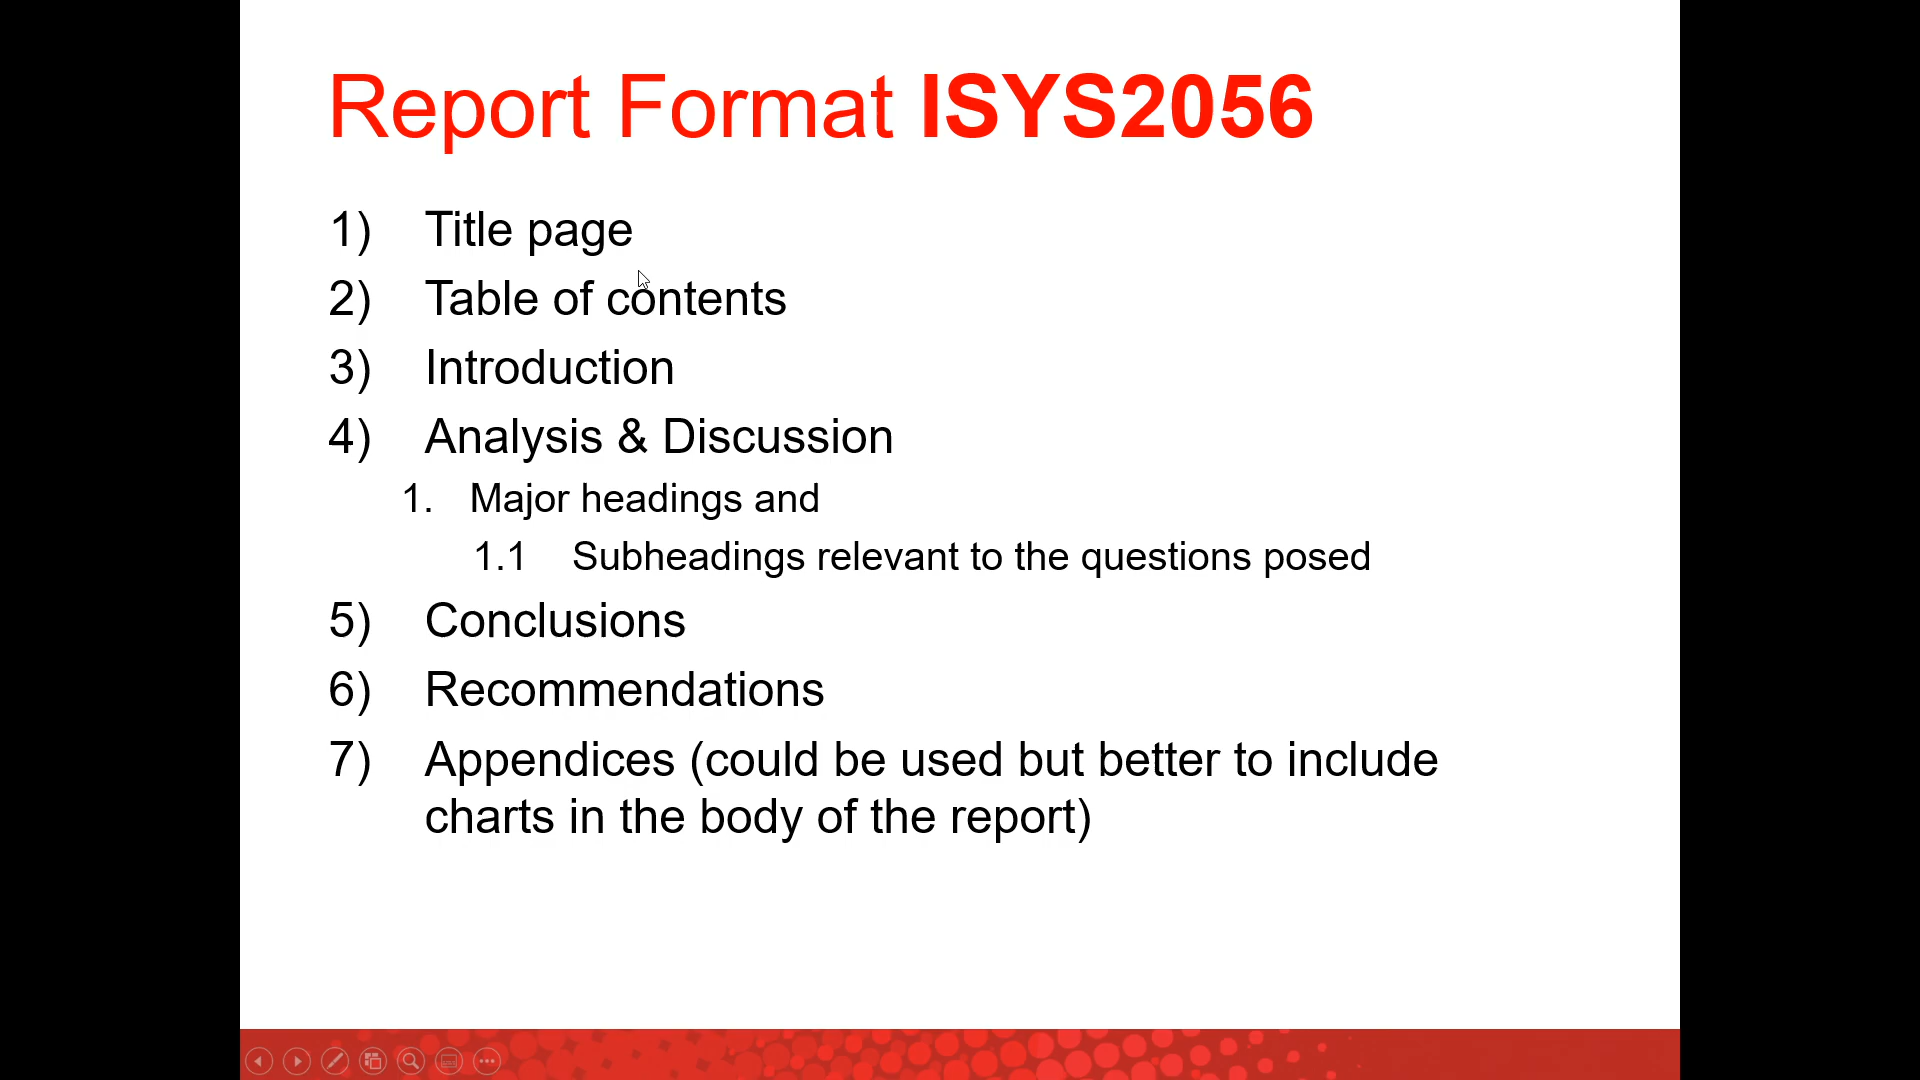 Report Format ISYS2056
1) Title page
2) Table of contents
3) Introduction
4) Analysis & Discussion
1. Major headings and
1.1 Subheadings relevant to the questions posed
5) Conclusions
6) Recommendations
7) Appendices (could be used but better to include
charts in the body of the report)